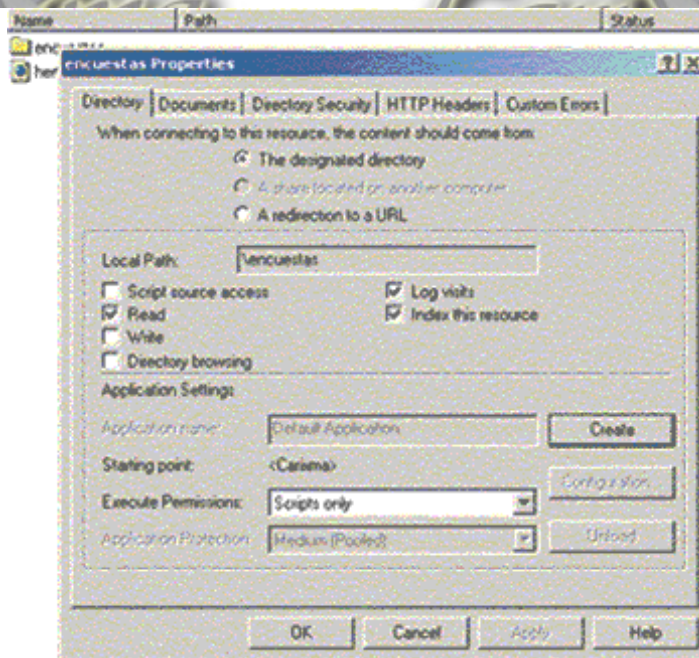 Name Path Status
encuestas
her
encuestas Properties
Directory Documents Directory Security HTTP Headers Custom Errors
When connecting to this resource, the content should come from:
The designated directory
A share located on another computer
A redirection to a URL
Local Path: \encuestas
Script source access Log visits
Read Index this resource
Write
Directory browsing
Application Settings
Application name: Default Application Create
Starting point: <Carisma> Configuration...
Execute Permissions: Scripts only
Application Protection: Medium (Pooled) Unload
OK Cancel Apply Help